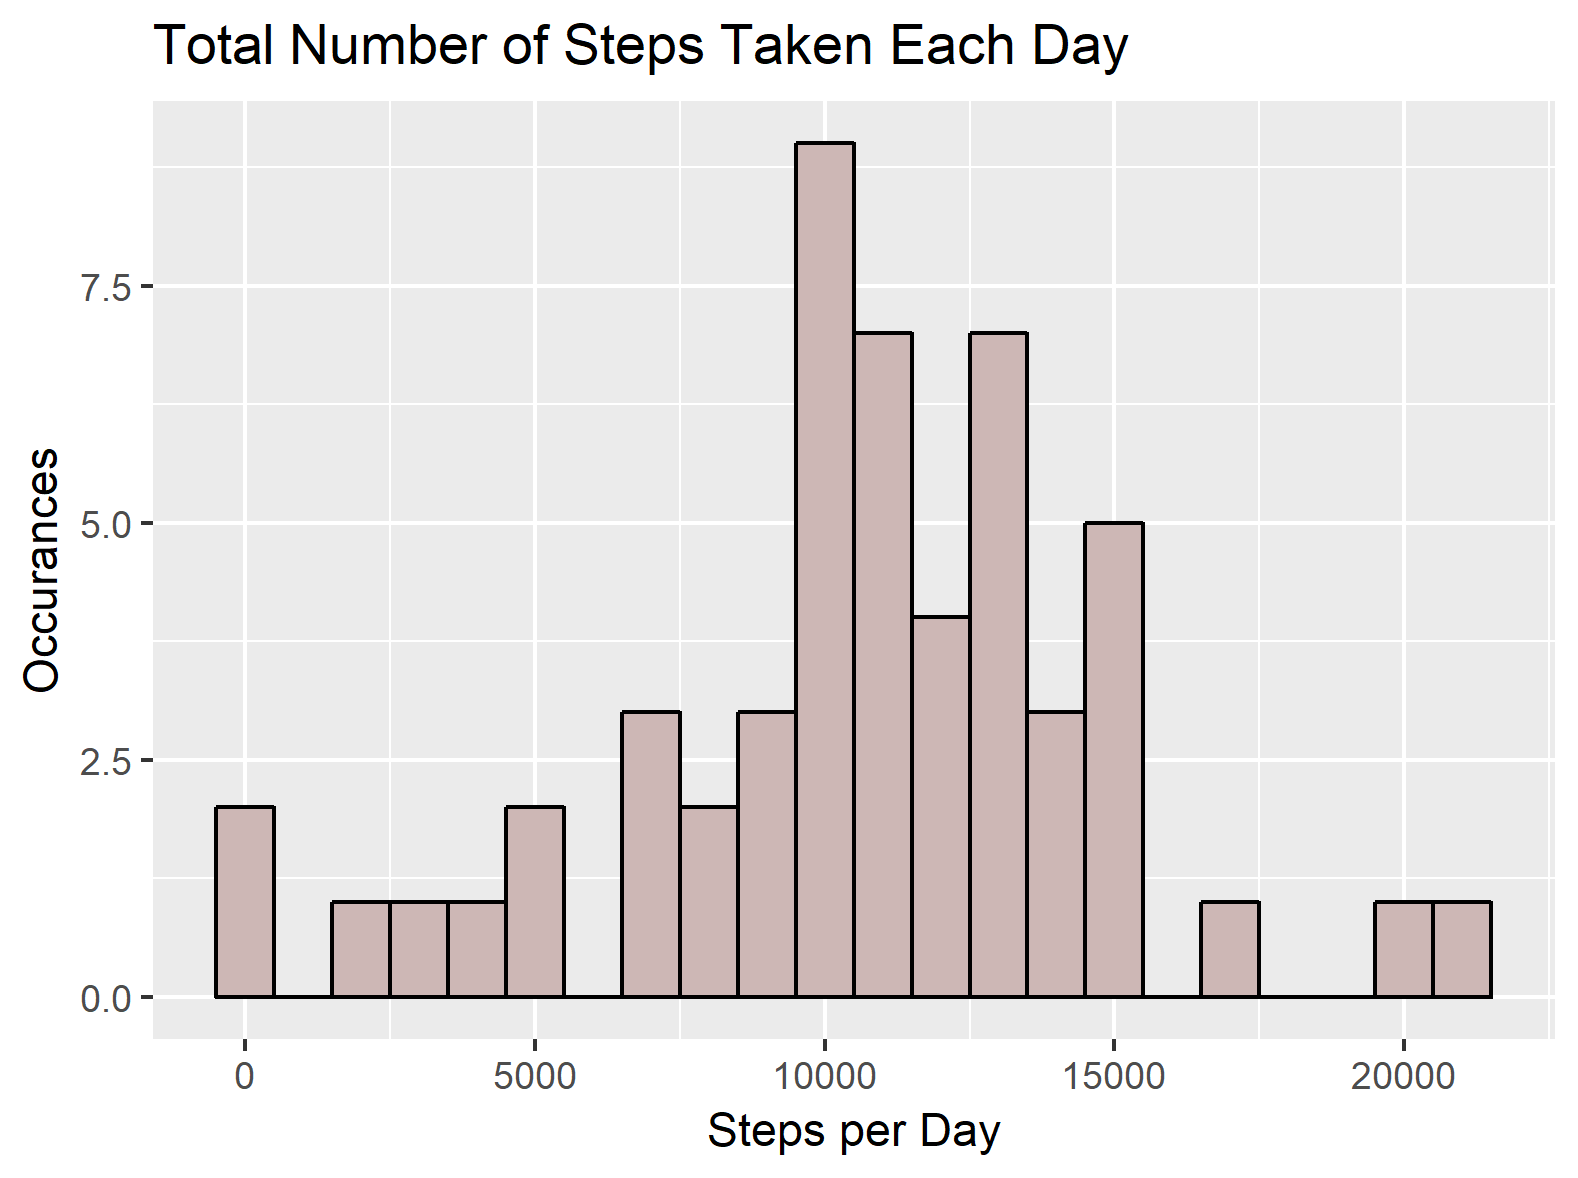 Total Number of Steps Taken Each Day
Occurances
7.5
5.0
2.5
0.0
0 5000 10000 15000 20000
Steps per Day